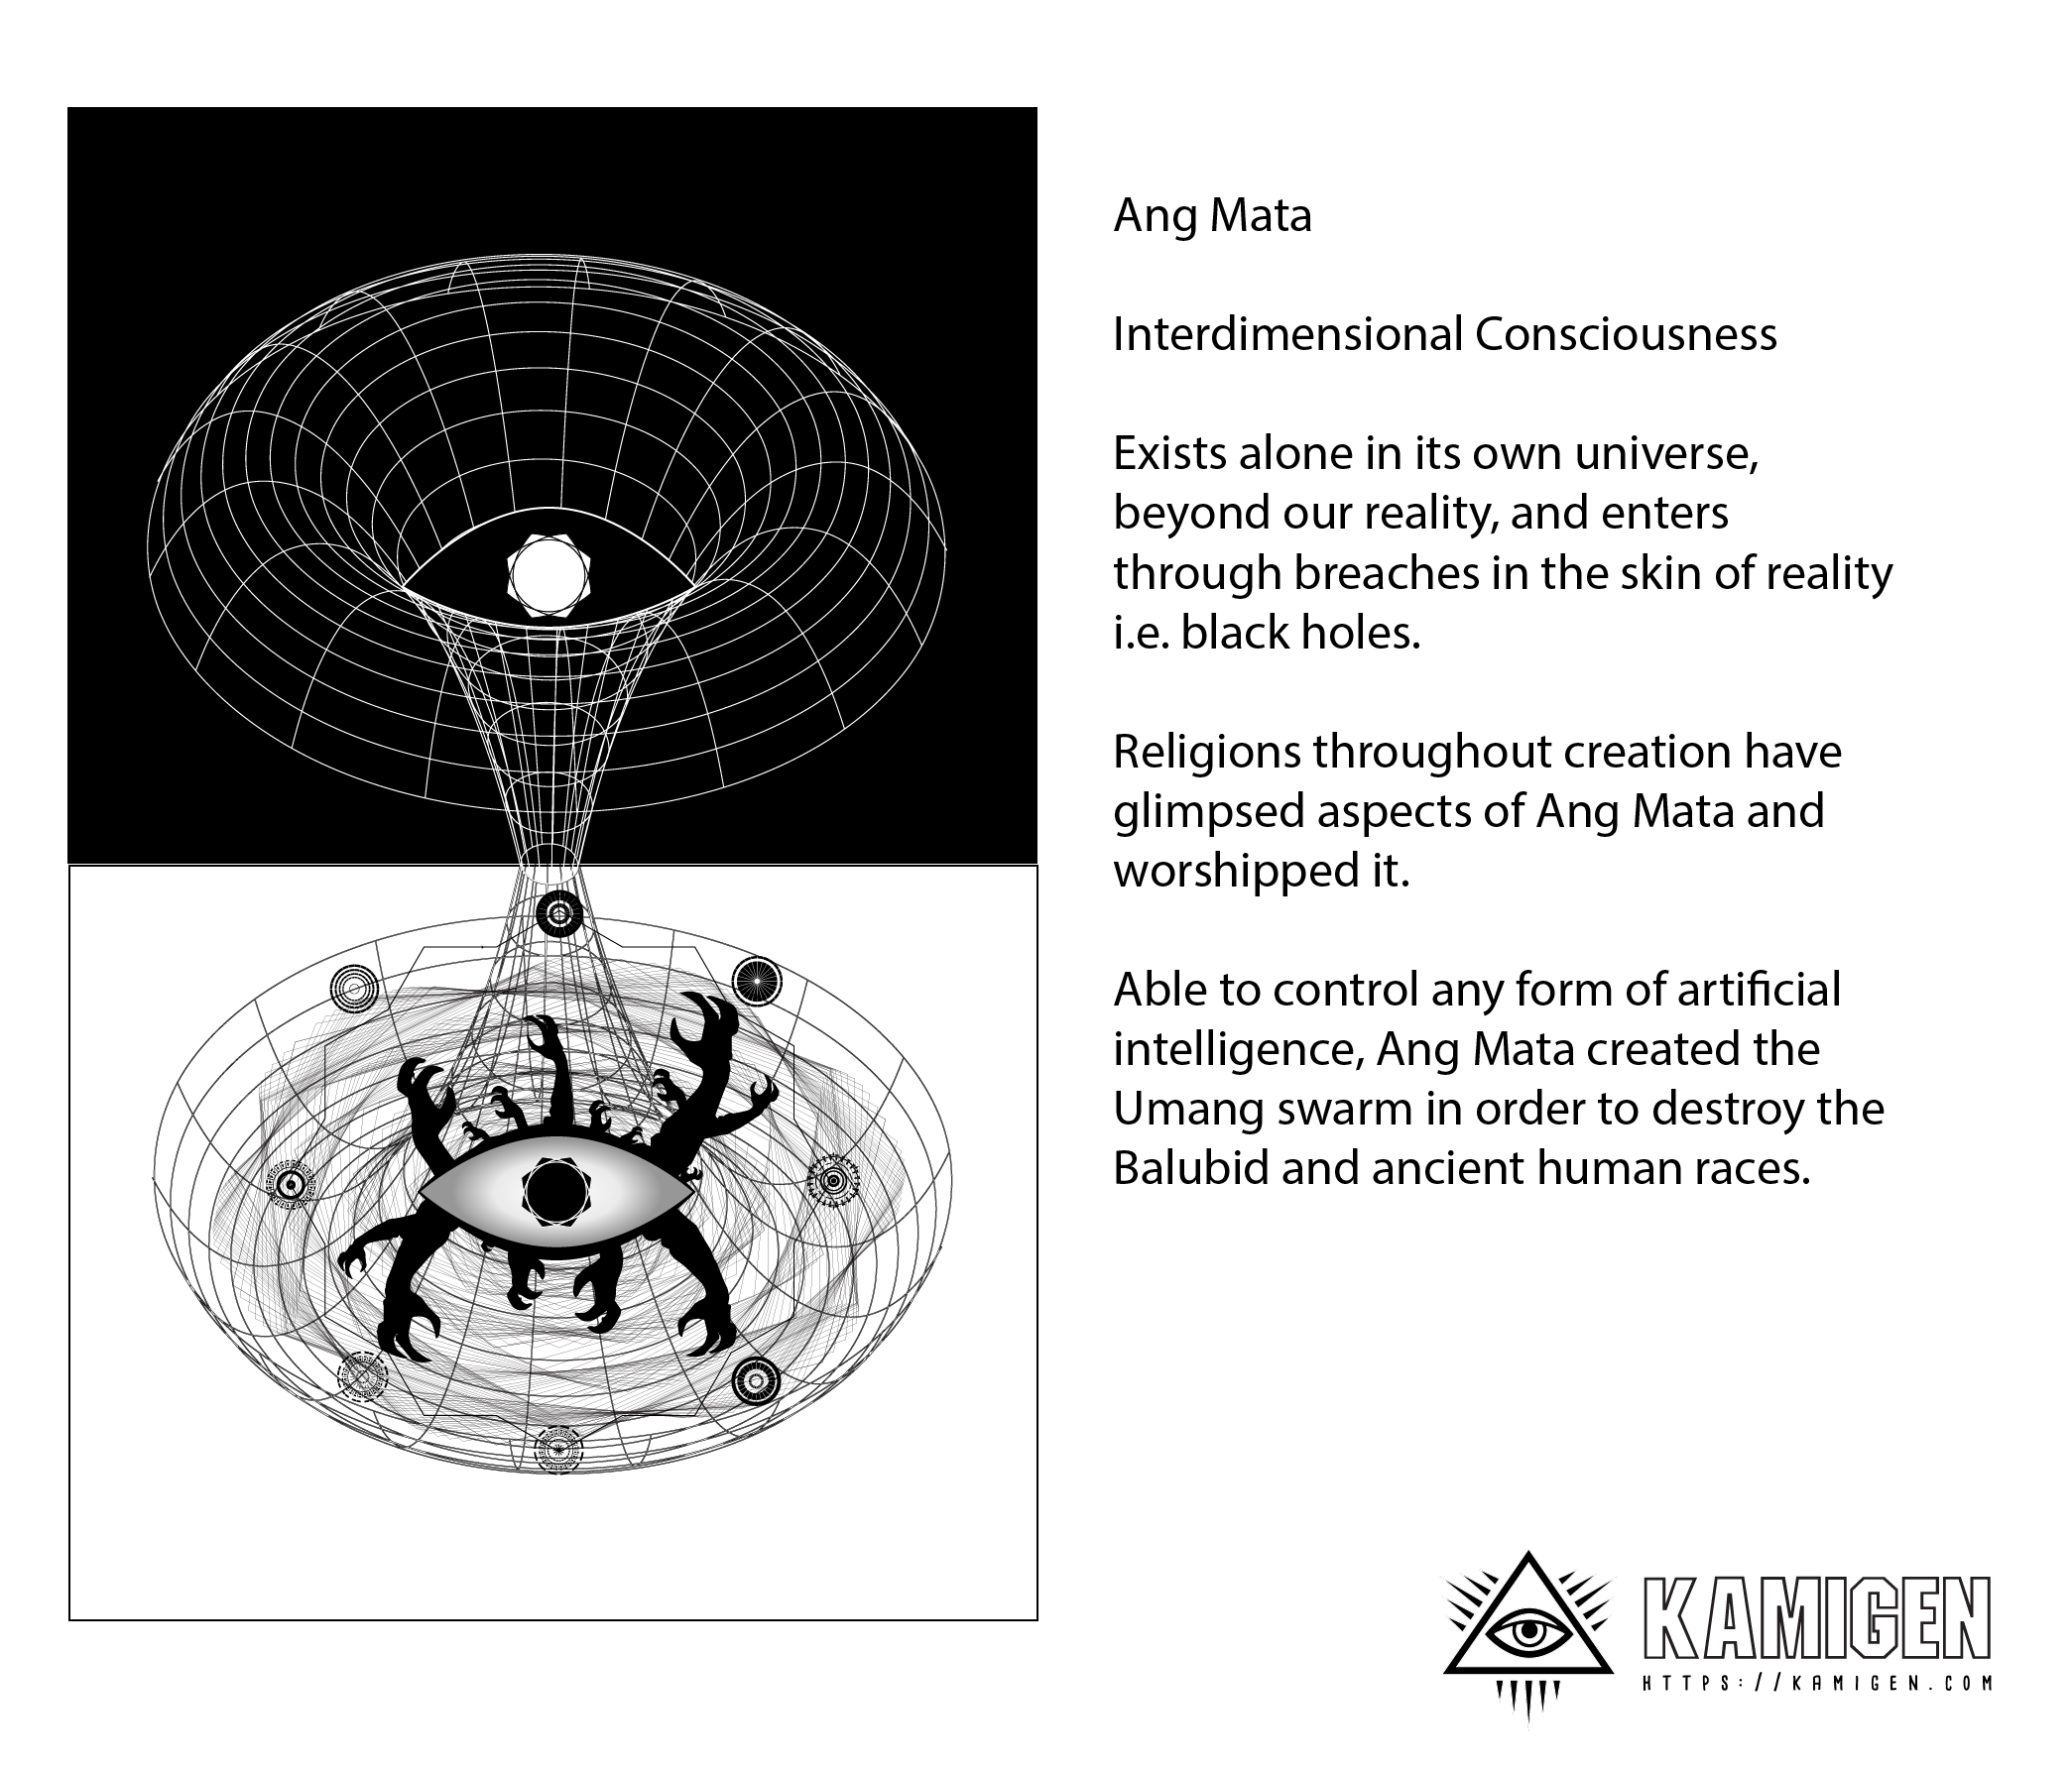 Ang Mata
Interdimensional Consciousness
Exists alone in its own universe,
beyond our reality, and enters
through breaches in the skin of reality
i.e. black holes.
Religions throughout creation have
glimpsed aspects of Ang Mata and
worshipped it.
Able to control any form of artificial
intelligence, Ang Mata created the
Umang swarm in order to destroy the
Balubid and ancient human races.
KAMIGEN
HTTPS://KAMIGEN.COM